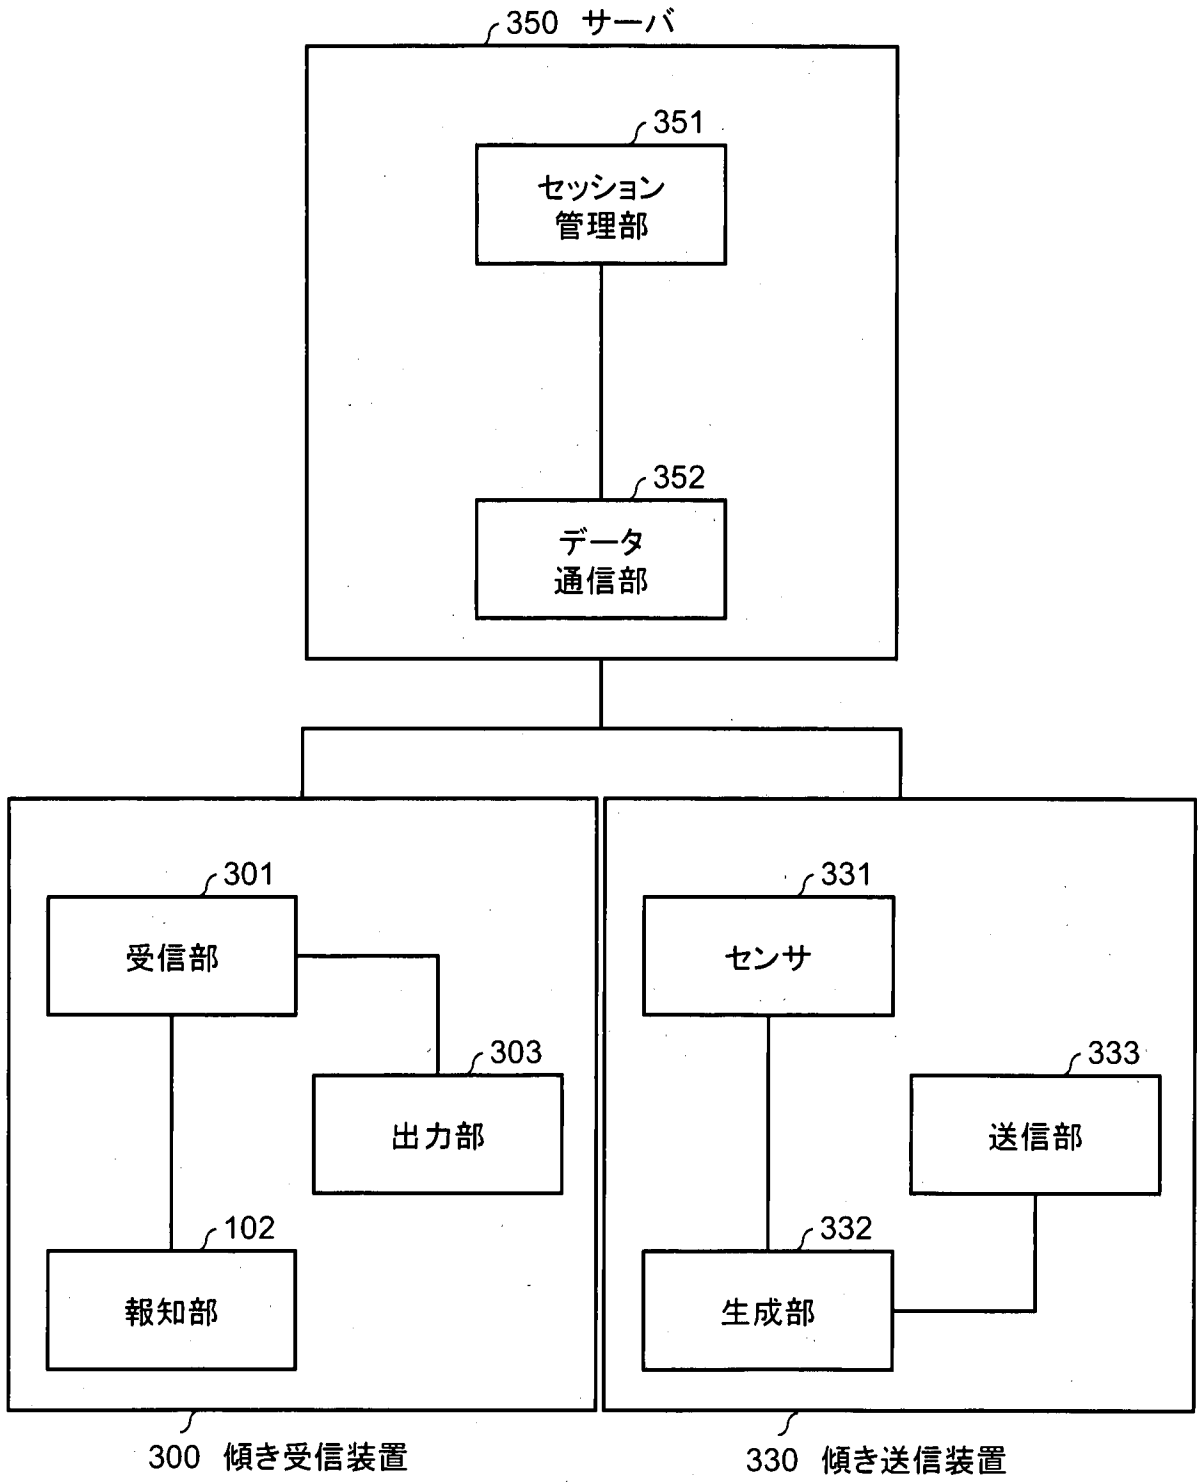 350 サーバ
351
セッション
管理部
352
データ
通信部
301
受信部
303
出力部
102
報知部
300 傾き受信装置
331
センサ
333
送信部
332
生成部
330 傾き送信装置